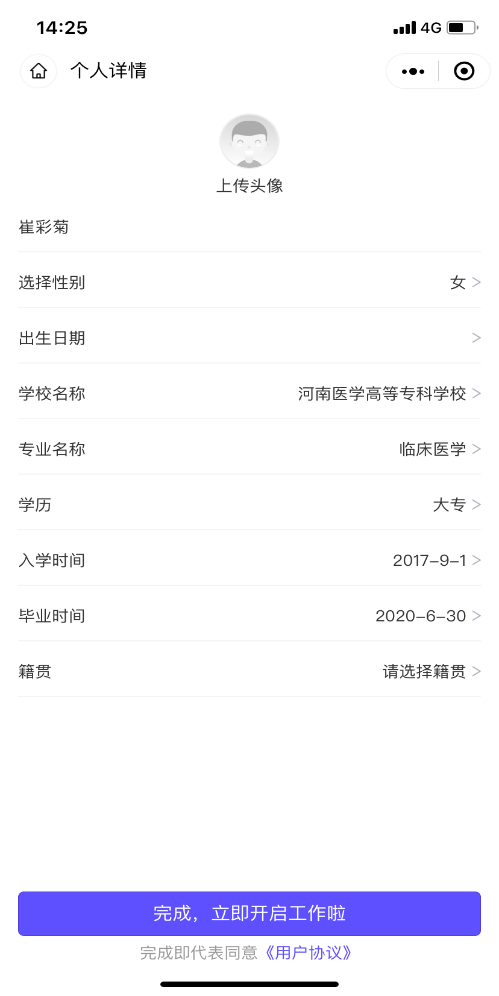 14:25 4G
个人详情
上传头像
崔彩菊
选择性别 女
出生日期
学校名称 河南医学高等专科学校
专业名称 临床医学
学历 大专
入学时间 2017-9-1
毕业时间 2020-6-30
籍贯 请选择籍贯
完成，立即开启工作啦
完成即代表同意《用户协议》